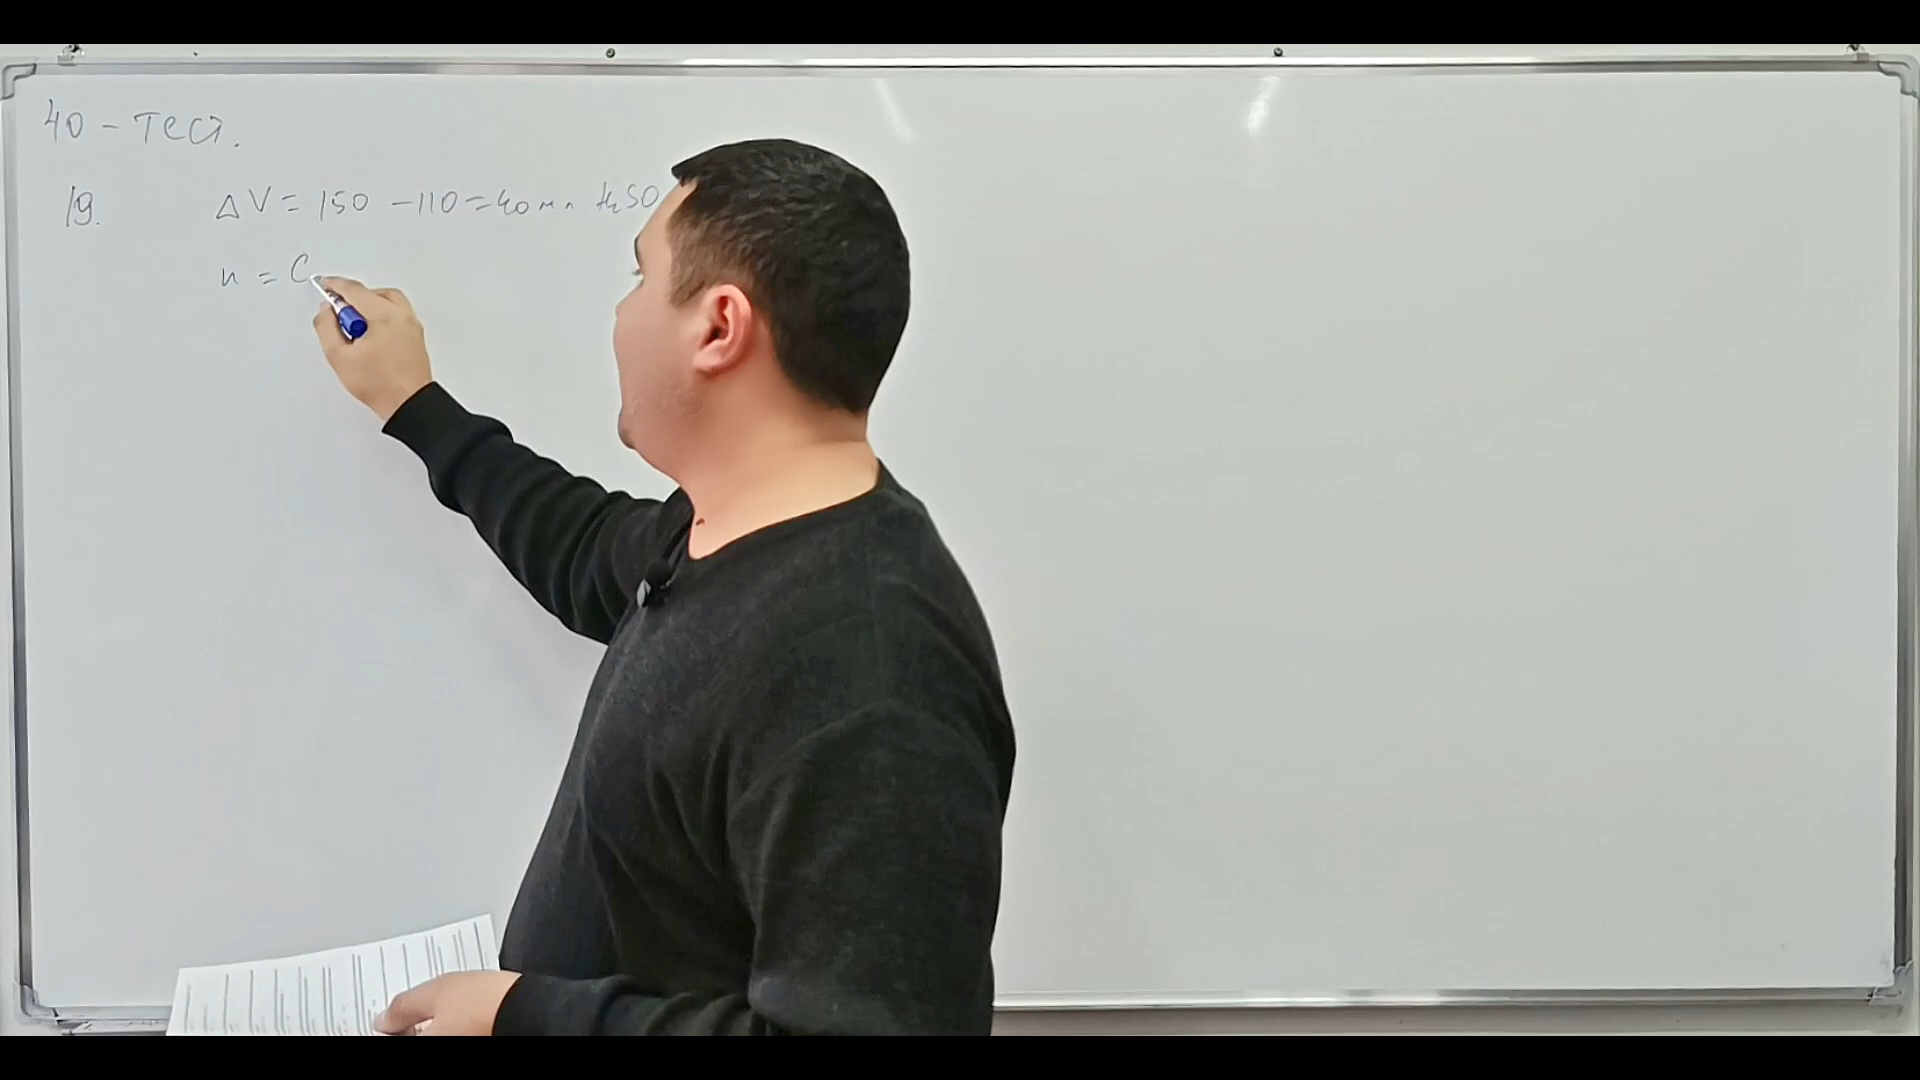 40 - тест.
19. ΔV = 150 - 110 = 40 мл H₂SO
n = C